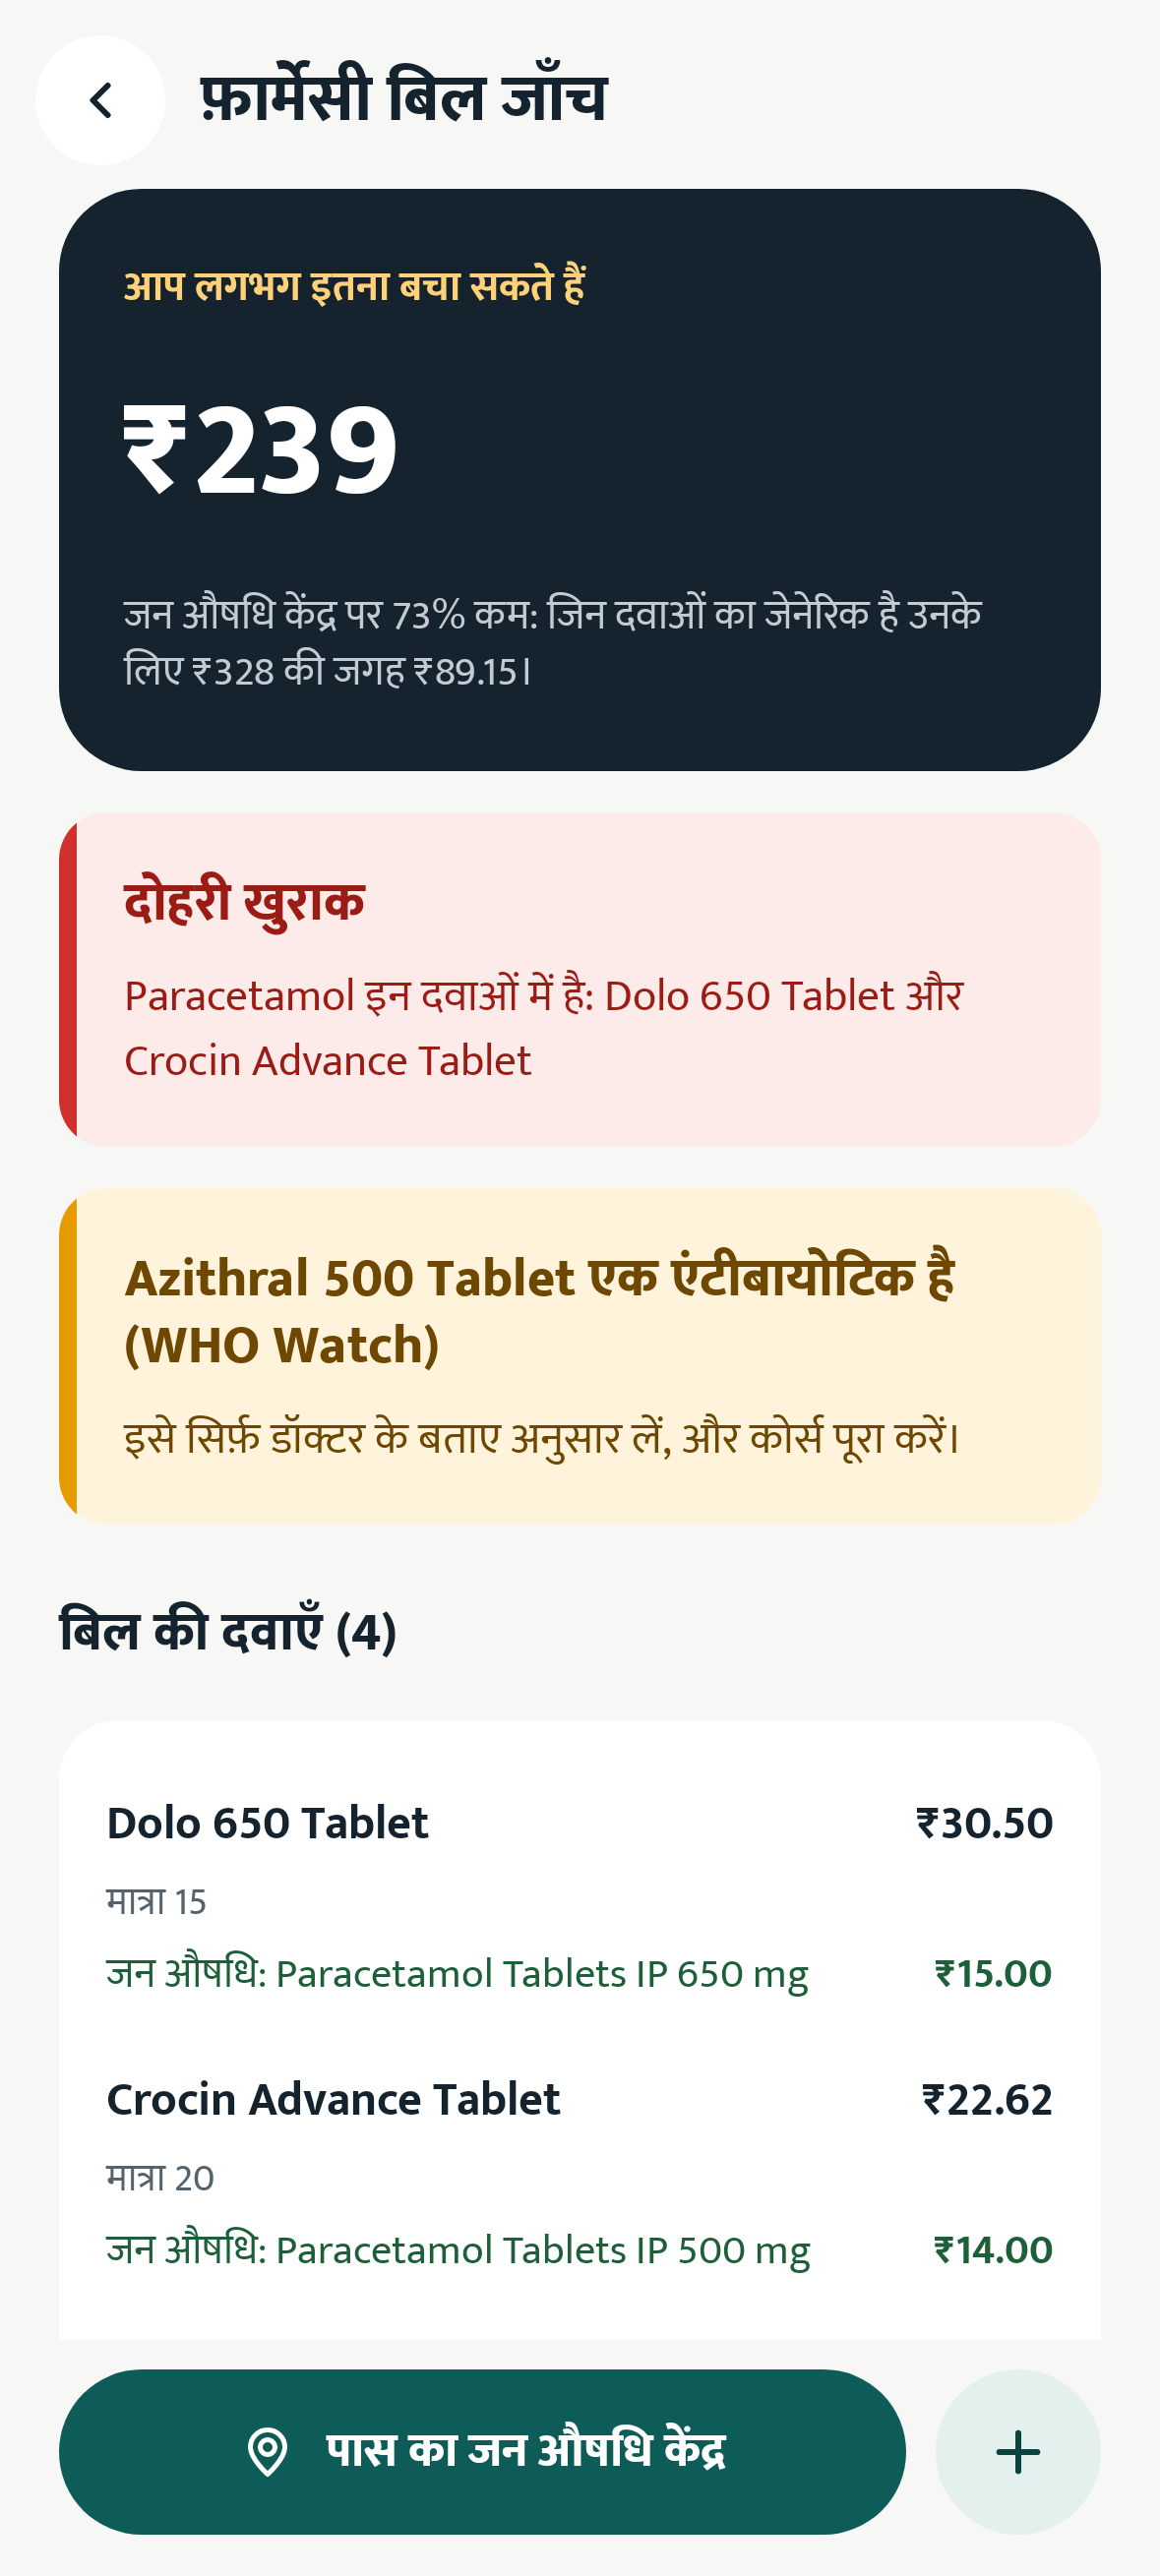 फ़ार्मेसी बिल जाँच
आप लगभग इतना बचा सकते हैं
₹239
जन औषधि केंद्र पर 73% कम: जिन दवाओं का जेनेरिक है उनके
लिए ₹328 की जगह ₹89.15।
दोहरी खुराक
Paracetamol इन दवाओं में है: Dolo 650 Tablet और
Crocin Advance Tablet
Azithral 500 Tablet एक एंटीबायोटिक है
(WHO Watch)
इसे सिर्फ़ डॉक्टर के बताए अनुसार लें, और कोर्स पूरा करें।
बिल की दवाएँ (4)
Dolo 650 Tablet ₹30.50
मात्रा 15
जन औषधि: Paracetamol Tablets IP 650 mg ₹15.00
Crocin Advance Tablet ₹22.62
मात्रा 20
जन औषधि: Paracetamol Tablets IP 500 mg ₹14.00
पास का जन औषधि केंद्र